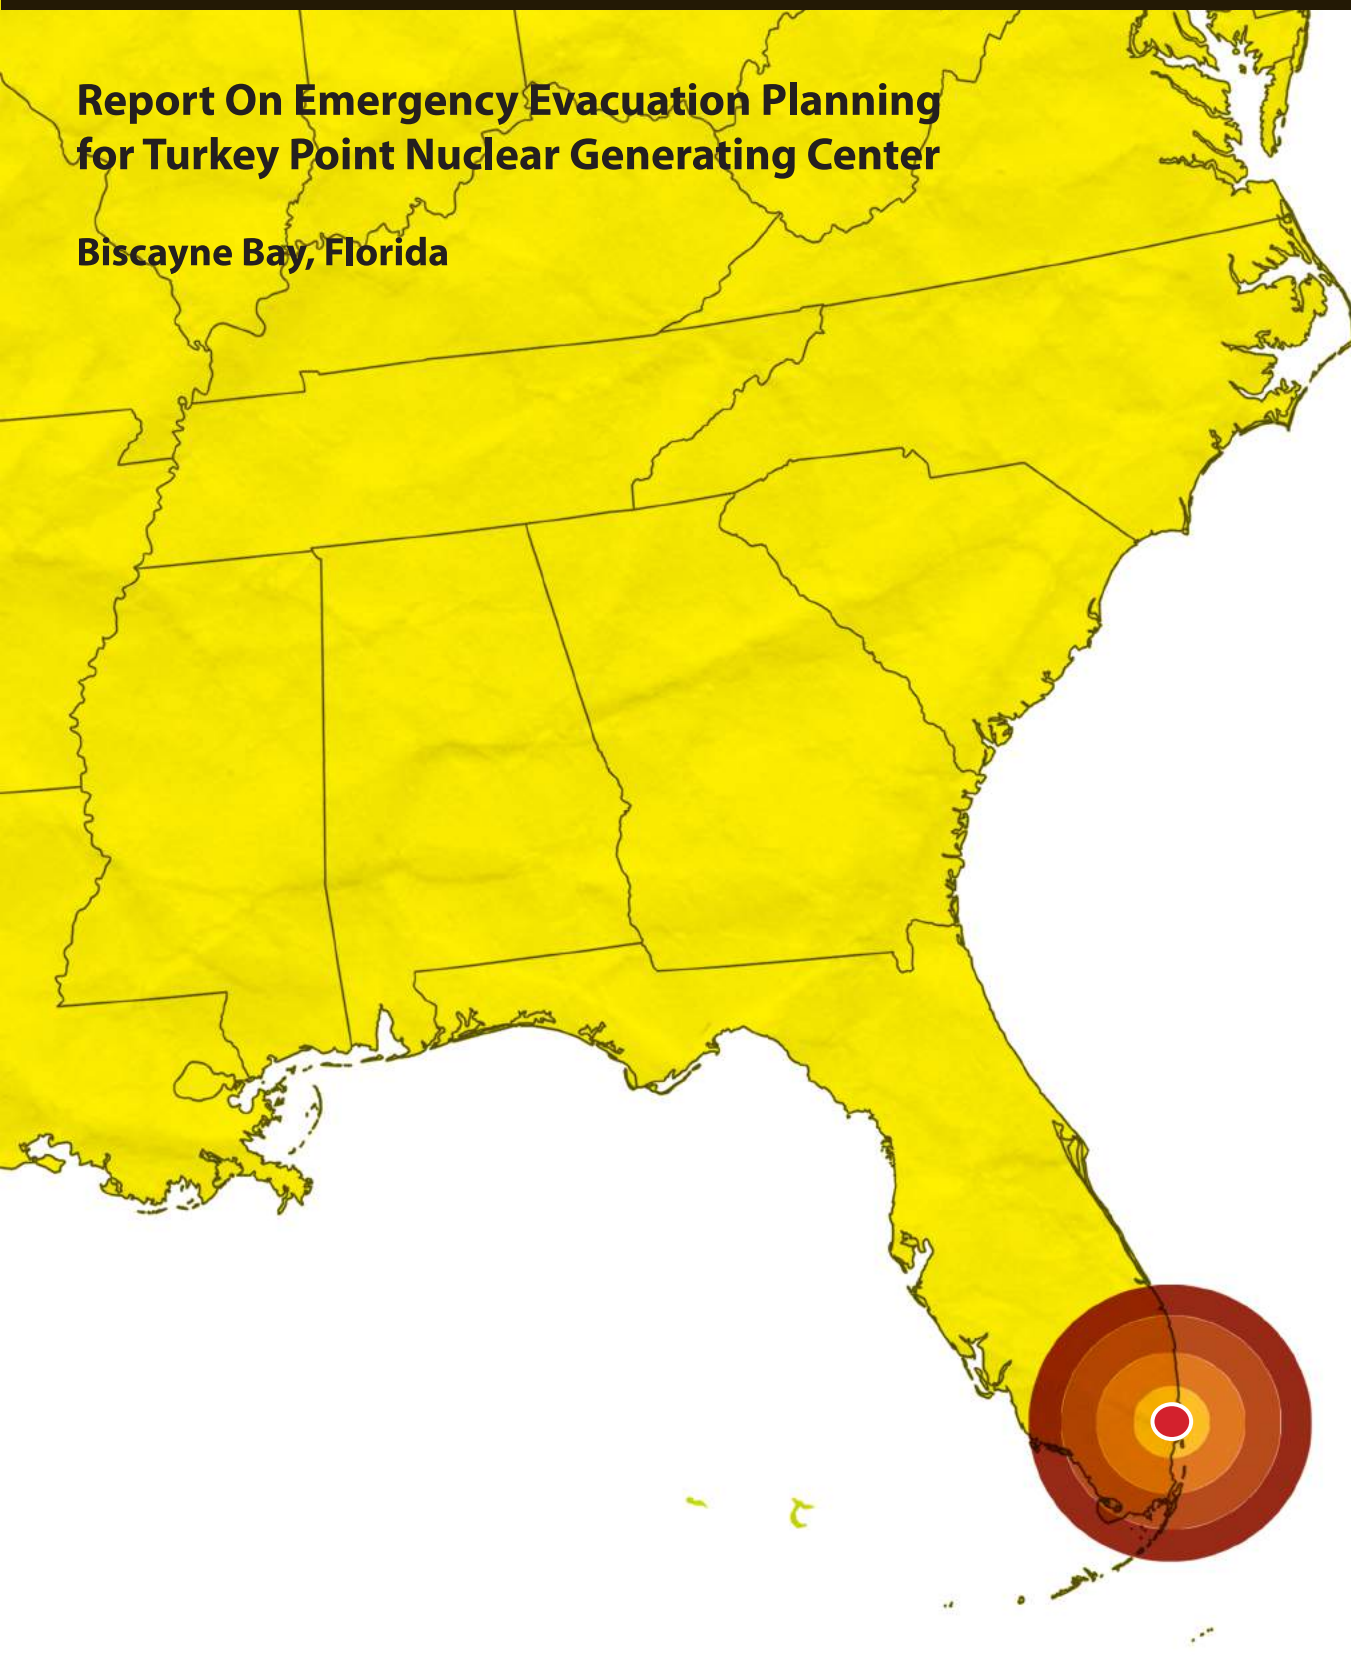 Report On Emergency Evacuation Planning
for Turkey Point Nuclear Generating Center
Biscayne Bay, Florida